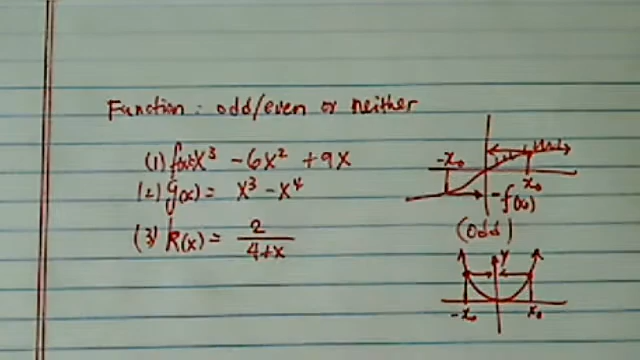 Function: odd/even or neither
(1) f(x)= x³ - 6x² + 9x
(2) g(x) = x³ - x⁴
(3) R(x) = 2/(4+x)
-x₀
x₀
-f(x₀)
(odd)
y
-x₀ x₀